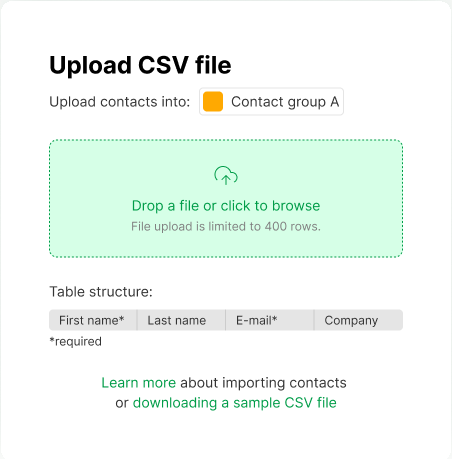 Upload CSV file
Upload contacts into: Contact group A
Drop a file or click to browse
File upload is limited to 400 rows.
Table structure:
First name* Last name E-mail* Company
*required
Learn more about importing contacts
or downloading a sample CSV file